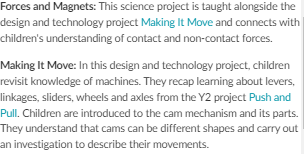 Forces and Magnets: This science project is taught alongside the
design and technology project Making It Move and connects with
children's understanding of contact and non-contact forces.
Making It Move: In this design and technology project, children
revisit knowledge of machines. They recap learning about levers,
linkages, sliders, wheels and axles from the Y2 project Push and
Pull. Children are introduced to the cam mechanism and its parts.
They understand that cams can be different shapes and carry out
an investigation to describe their movements.